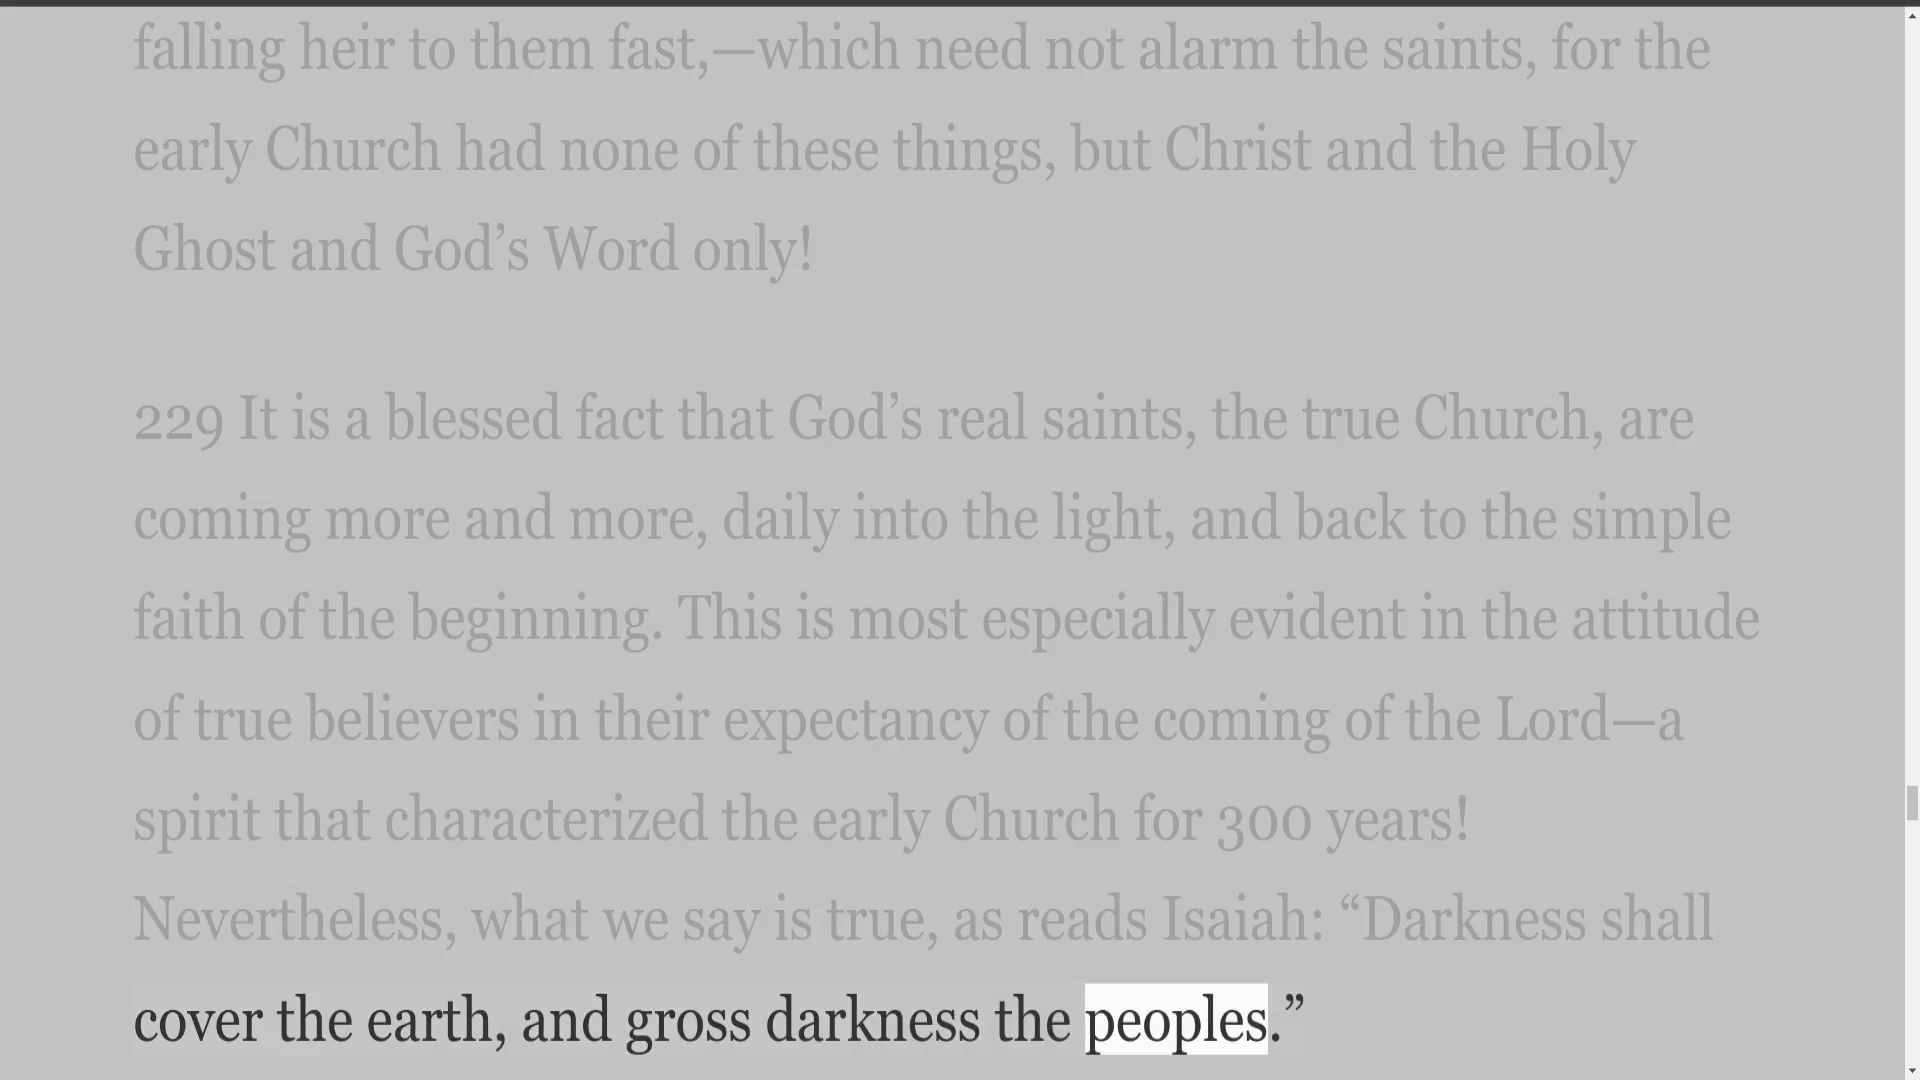 falling heir to them fast,—which need not alarm the saints, for the
early Church had none of these things, but Christ and the Holy
Ghost and God’s Word only!
229 It is a blessed fact that God’s real saints, the true Church, are
coming more and more, daily into the light, and back to the simple
faith of the beginning. This is most especially evident in the attitude
of true believers in their expectancy of the coming of the Lord—a
spirit that characterized the early Church for 300 years!
Nevertheless, what we say is true, as reads Isaiah: “Darkness shall
cover the earth, and gross darkness the peoples.”